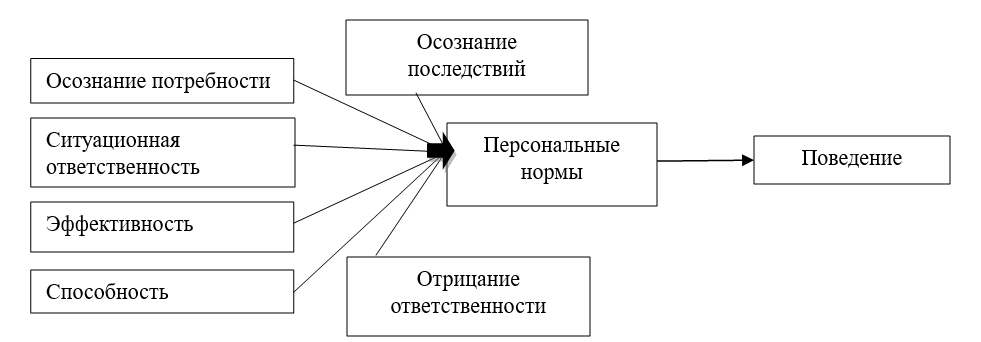 Осознание потребности
Ситуационная
ответственность
Эффективность
Способность
Осознание
последствий
Персональные
нормы
Отрицание
ответственности
Поведение